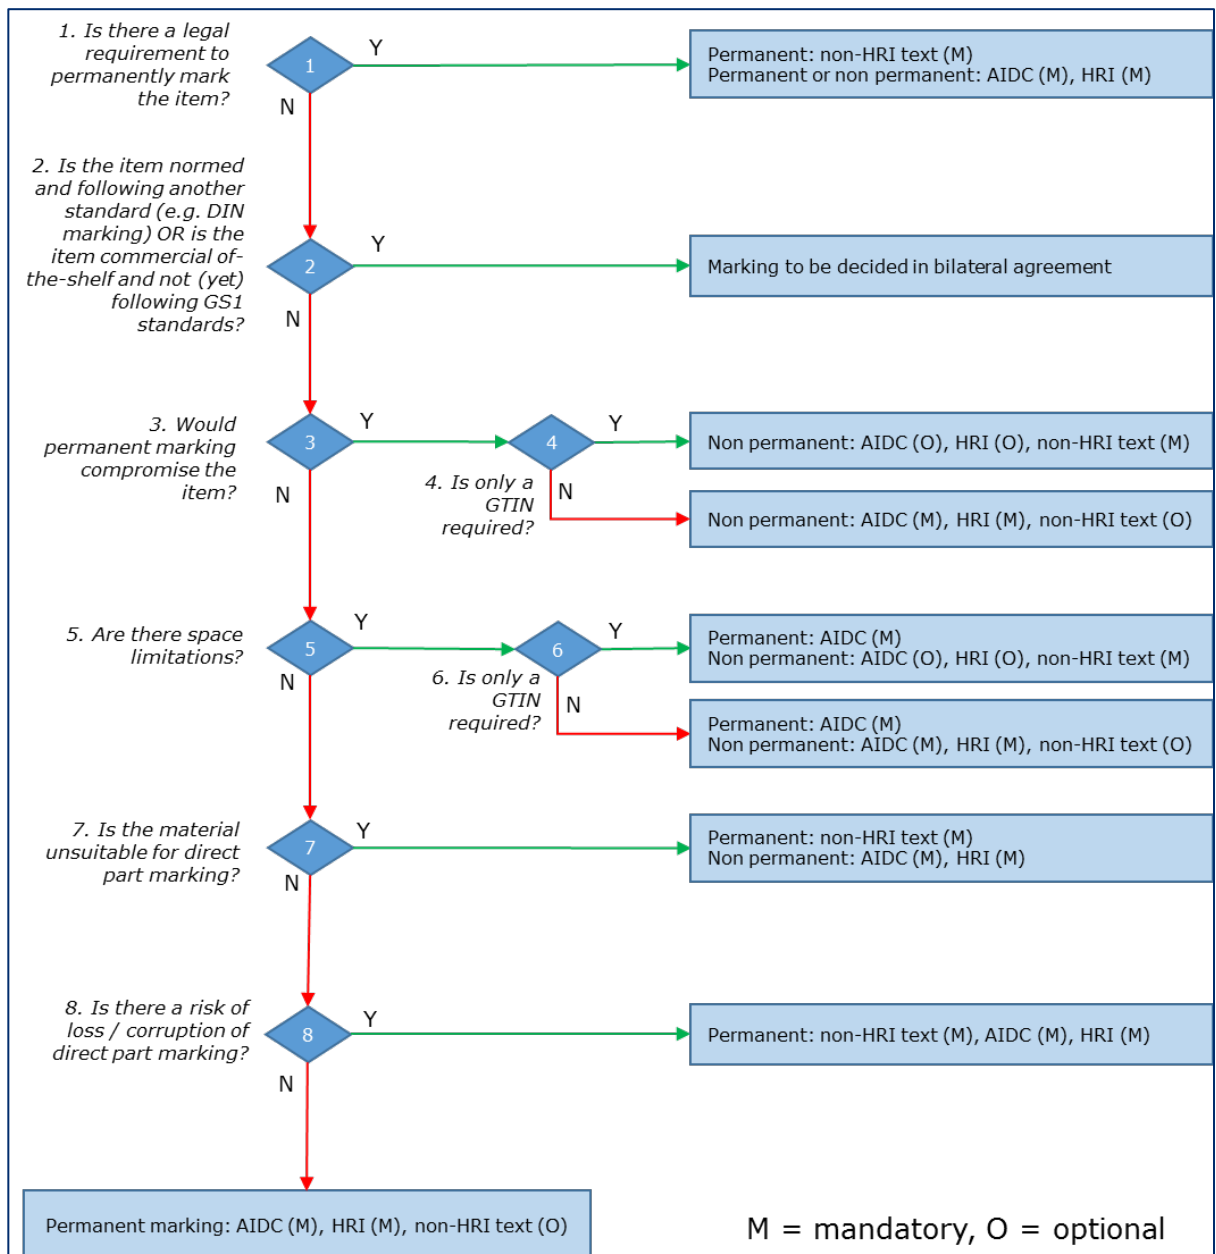 1. Is there a legal
requirement to
permanently mark
the item?
1
Y
N
Permanent: non-HRI text (M)
Permanent or non permanent: AIDC (M), HRI (M)
2. Is the item normed
and following another
standard (e.g. DIN
marking) OR is the
item commercial of-
the-shelf and not (yet)
following GS1
standards?
2
Y
N
Marking to be decided in bilateral agreement
3. Would
permanent marking
compromise the
item?
3
Y
N
4
Y
N
4. Is only a
GTIN
required?
Non permanent: AIDC (O), HRI (O), non-HRI text (M)
Non permanent: AIDC (M), HRI (M), non-HRI text (O)
5. Are there space
limitations?
5
Y
N
6
Y
N
6. Is only a
GTIN
required?
Permanent: AIDC (M)
Non permanent: AIDC (O), HRI (O), non-HRI text (M)
Permanent: AIDC (M)
Non permanent: AIDC (M), HRI (M), non-HRI text (O)
7. Is the material
unsuitable for direct
part marking?
7
Y
N
Permanent: non-HRI text (M)
Non permanent: AIDC (M), HRI (M)
8. Is there a risk of
loss / corruption of
direct part marking?
8
Y
N
Permanent: non-HRI text (M), AIDC (M), HRI (M)
Permanent marking: AIDC (M), HRI (M), non-HRI text (O)
M = mandatory, O = optional